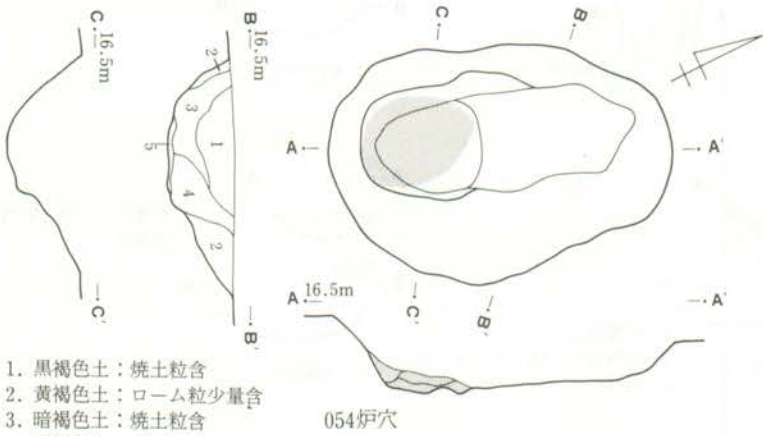 C
16.5m
C'
B
16.5m
B'
2
3
1
5
4
2
C
B
A
A'
C'
B'
A
16.5m
A'
1. 黒褐色土：焼土粒含
2. 黄褐色土：ローム粒少量含
3. 暗褐色土：焼土粒含
054炉穴